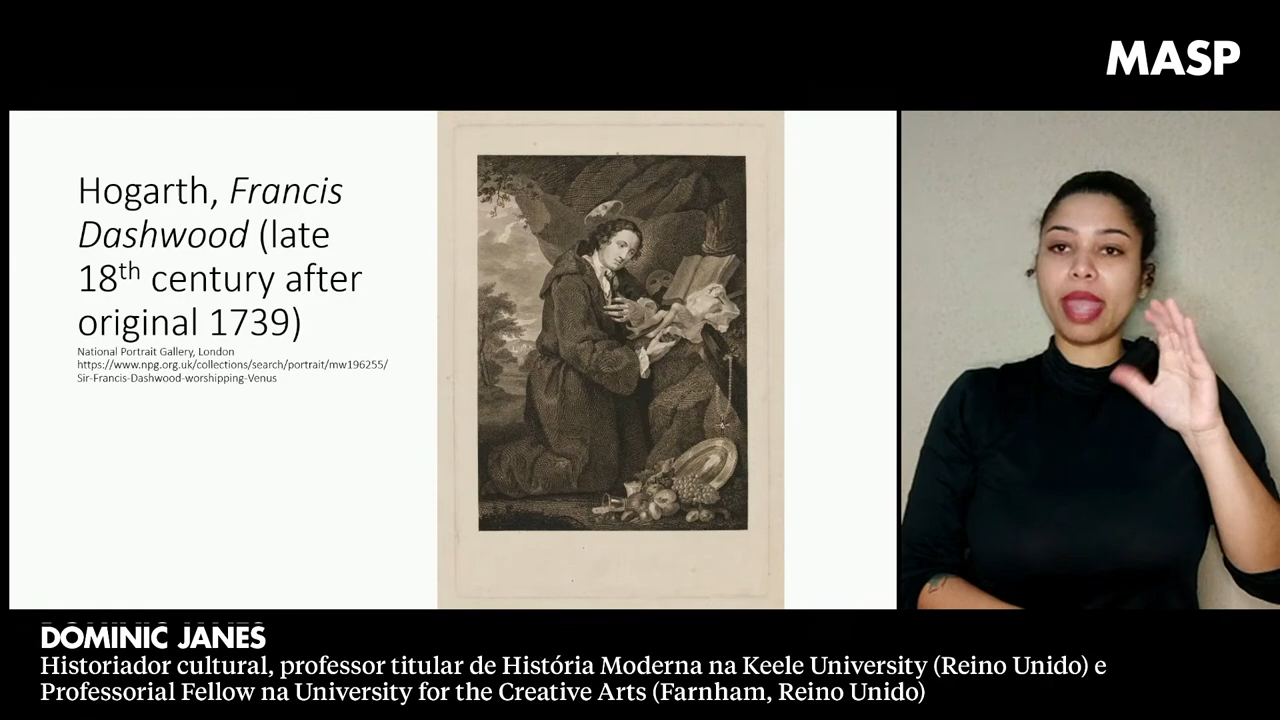 MASP
Hogarth, Francis
Dashwood (late
18th century after
original 1739)
National Portrait Gallery, London
https://www.npg.org.uk/collections/search/portrait/mw196255/
Sir-Francis-Dashwood-worshipping-Venus
DOMINIC JANES
Historiador cultural, professor titular de História Moderna na Keele University (Reino Unido) e
Professorial Fellow na University for the Creative Arts (Farnham, Reino Unido)